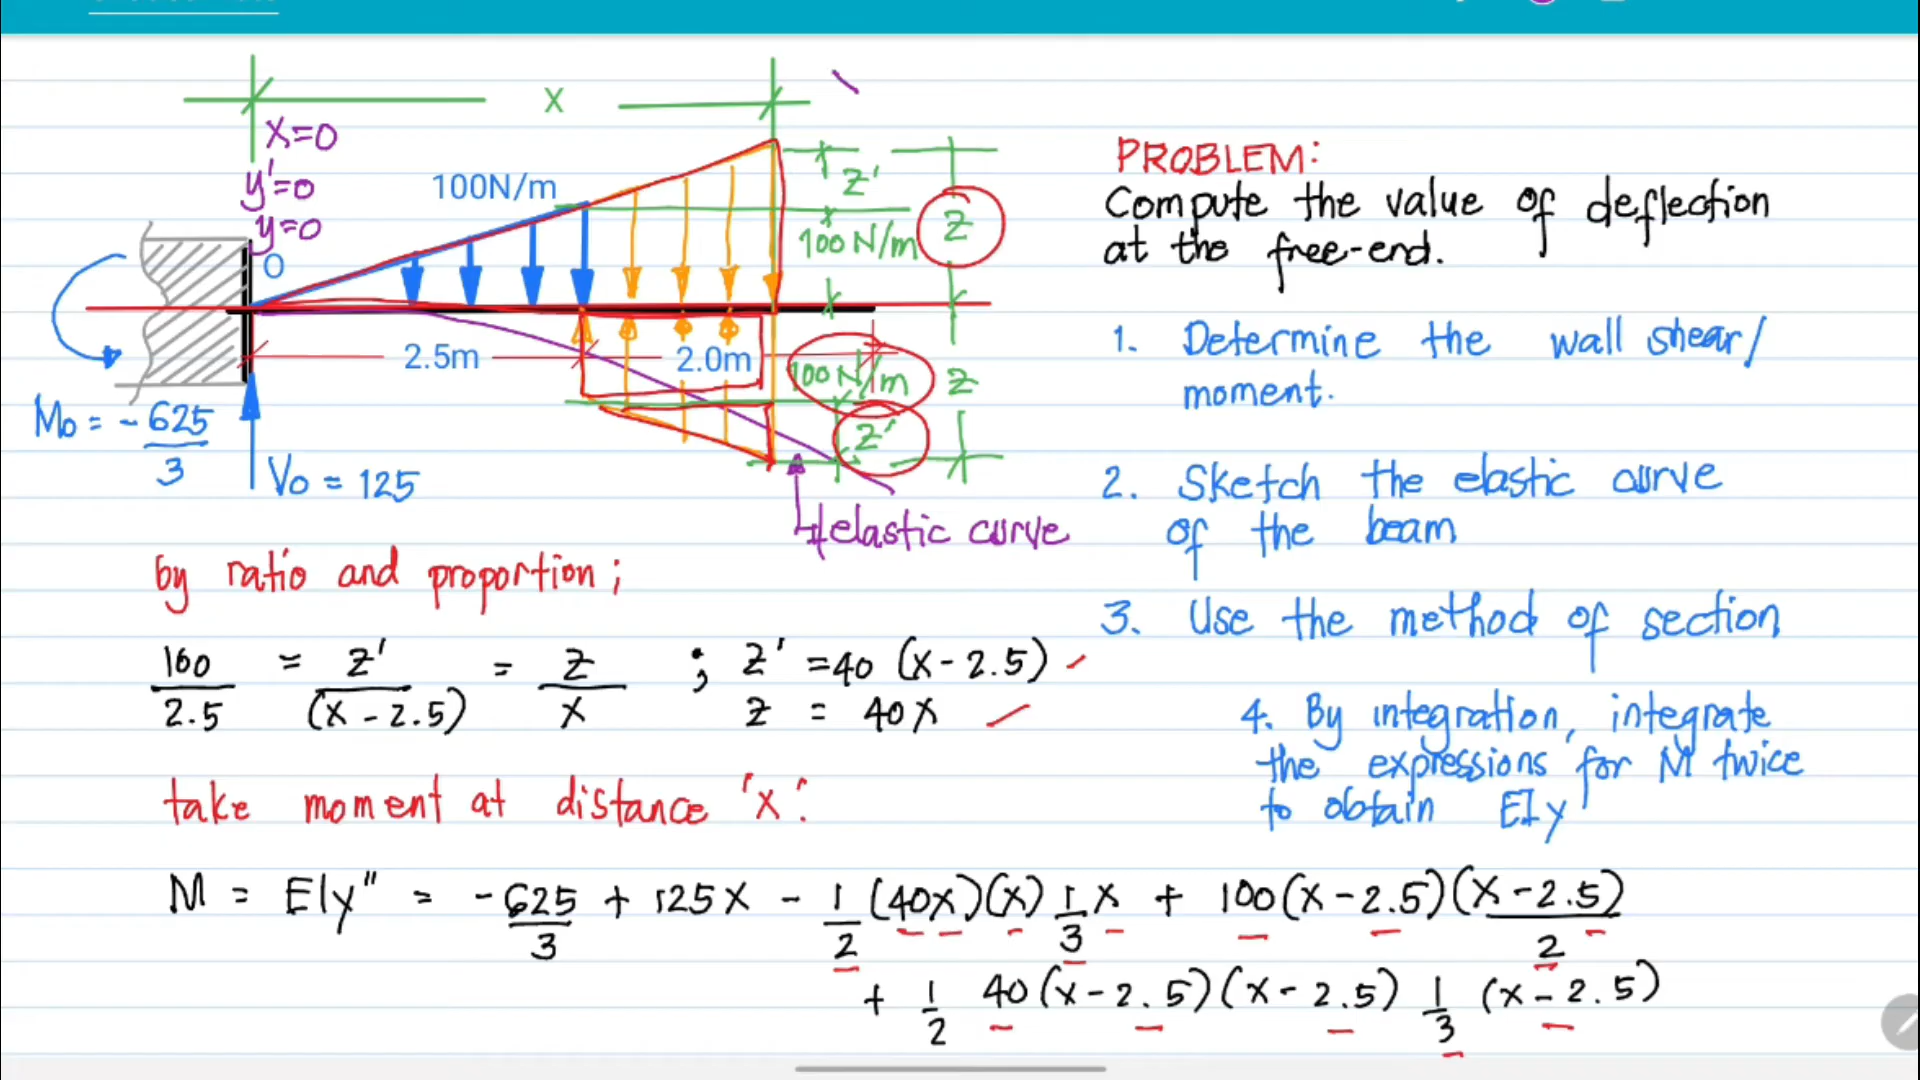 X
X=0
y'=0
y=0
100N/m
Z'
100 N/m
Z
0
2.5m
2.0m
100 N/m
Z
Z'
Mo = -625
3
Vo = 125
elastic curve
by ratio and proportion;
100 = Z' = Z ; Z' = 40 (x - 2.5)
2.5 (x - 2.5) x Z = 40x
take moment at distance 'x':
M = EIy" = -625 + 125x - 1 (40x)(x) 1 x + 100(x - 2.5)(x - 2.5)
3 2 3 2
+ 1 40(x - 2.5)(x - 2.5) 1 (x - 2.5)
2 3
PROBLEM:
Compute the value of deflection
at the free-end.
1. Determine the wall shear/
moment.
2. Sketch the elastic curve
of the beam
3. Use the method of section
4. By integration, integrate
the expressions for M twice
to obtain EIy